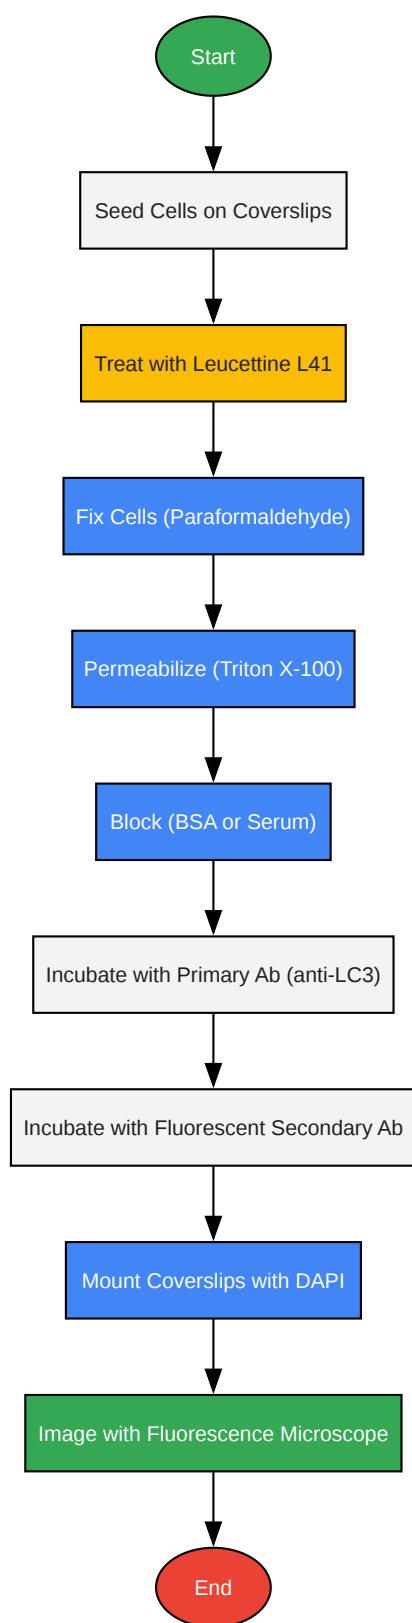 Start
Seed Cells on Coverslips
Treat with Leucettine L41
Fix Cells (Paraformaldehyde)
Permeabilize (Triton X-100)
Block (BSA or Serum)
Incubate with Primary Ab (anti-LC3)
Incubate with Fluorescent Secondary Ab
Mount Coverslips with DAPI
Image with Fluorescence Microscope
End